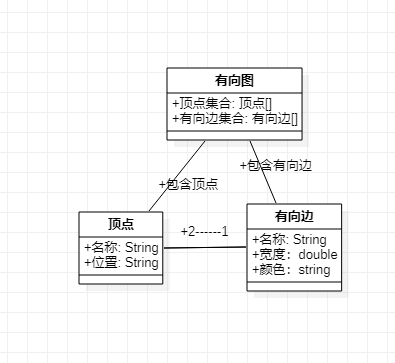 有向图
+顶点集合: 顶点[]
+有向边集合: 有向边[]
+包含有向边
+包含顶点
顶点
+名称: String
+位置: String
+2------1
有向边
+名称: String
+宽度：double
+颜色：string